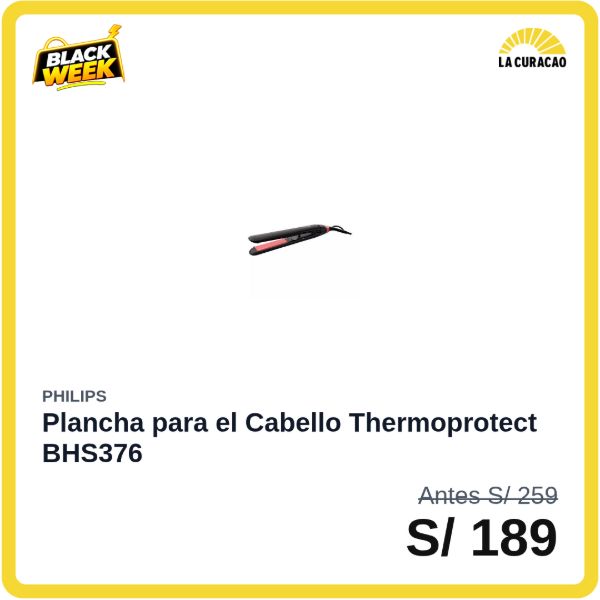 BLACK
WEEK
LA CURACAO
PHILIPS
Plancha para el Cabello Thermoprotect
BHS376
Antes S/ 259
S/ 189